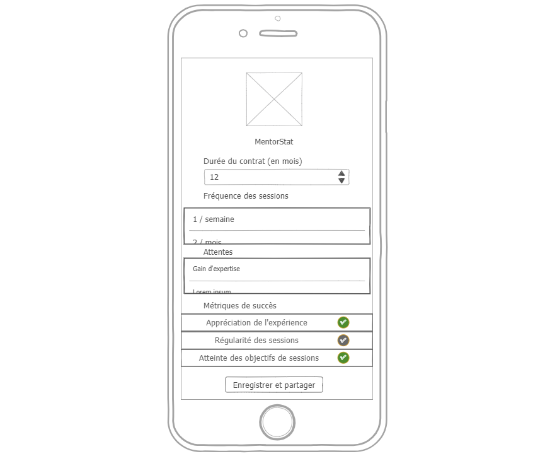 MentorStat
Durée du contrat (en mois)
12
Fréquence des sessions
1 / semaine
2 / mois
Attentes
Gain d'expertise
Lorem ipsum
Métriques de succès
Appréciation de l'expérience
Régularité des sessions
Atteinte des objectifs de sessions
Enregistrer et partager